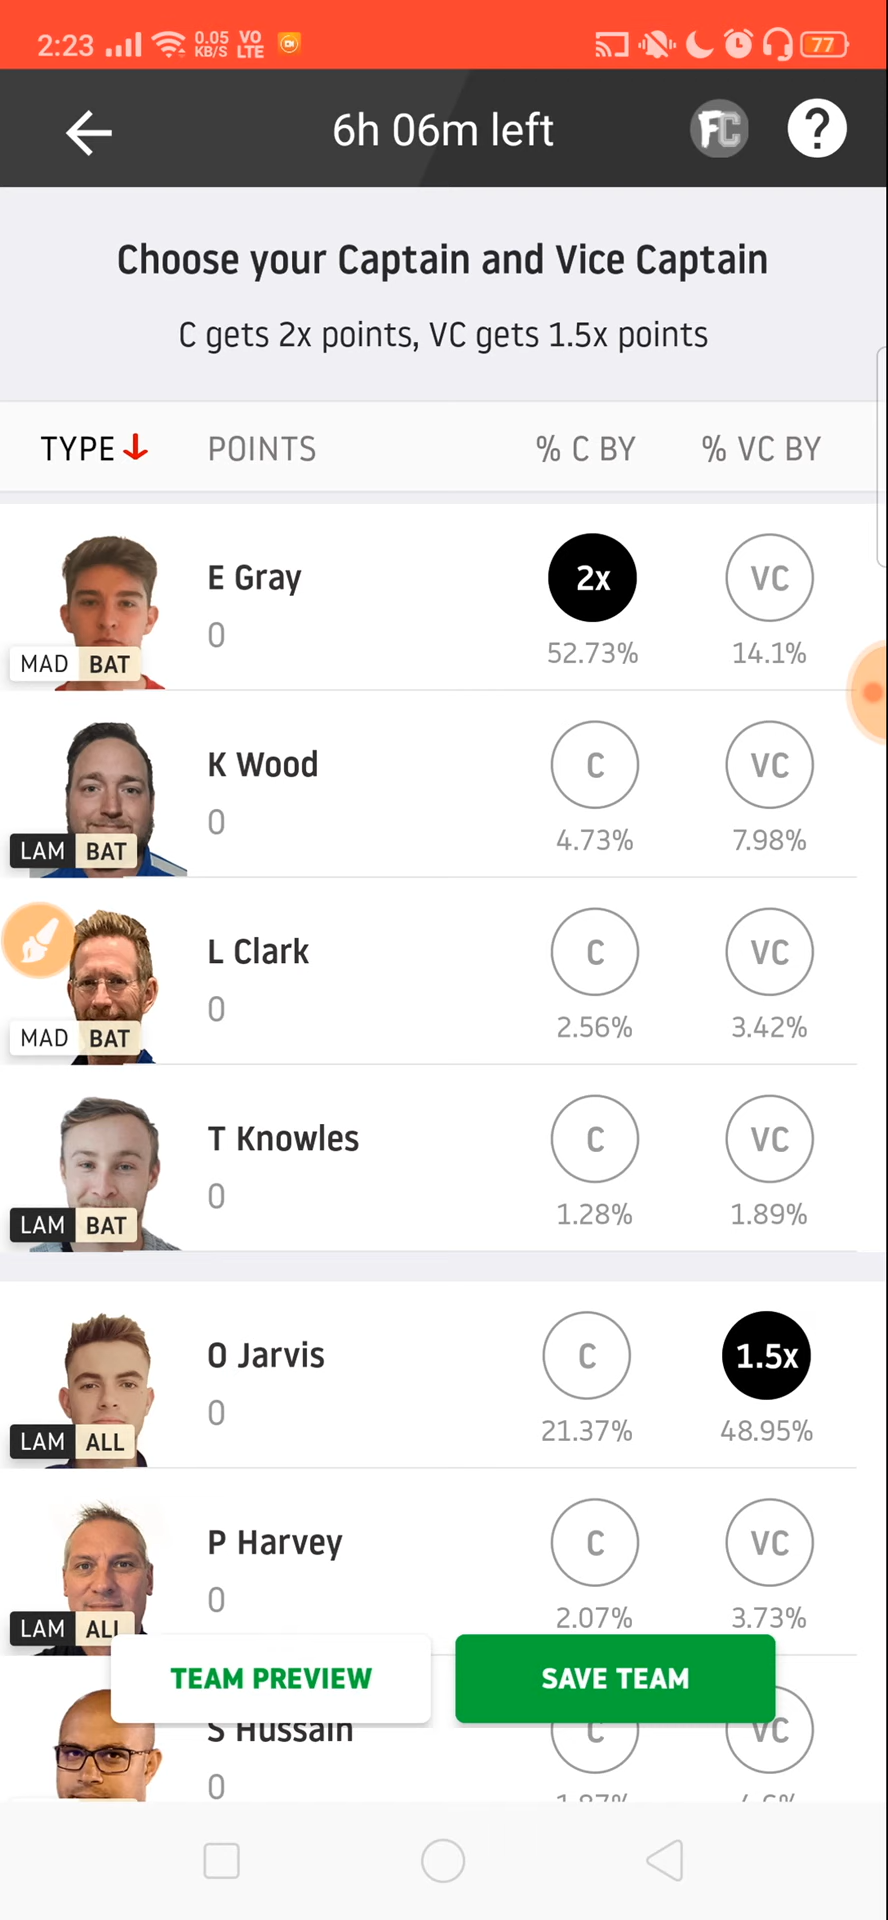 2:23 0.05 KB/S VO LTE 77
6h 06m left FC ?
Choose your Captain and Vice Captain
C gets 2x points, VC gets 1.5x points
TYPE POINTS % C BY % VC BY
E Gray 2x VC
0
MAD BAT 52.73% 14.1%
K Wood C VC
0
LAM BAT 4.73% 7.98%
L Clark C VC
0
MAD BAT 2.56% 3.42%
T Knowles C VC
0
LAM BAT 1.28% 1.89%
O Jarvis C 1.5x
0
LAM ALL 21.37% 48.95%
P Harvey C VC
0
LAM ALL 2.07% 3.73%
TEAM PREVIEW SAVE TEAM
S Hussain C VC
0